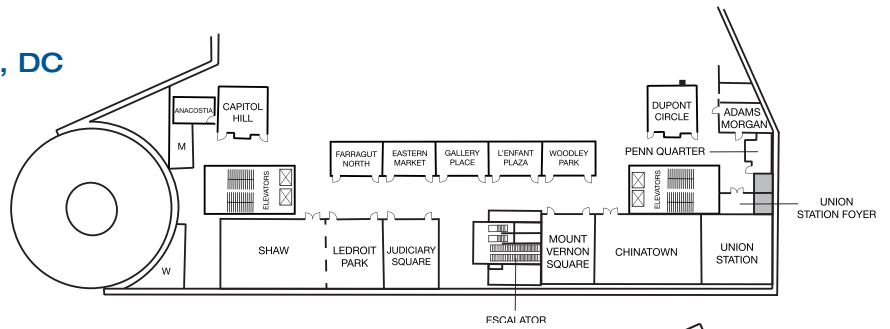 , DC
ANACOSTIA
CAPITOL
HILL
M
DUPONT
CIRCLE
ADAMS
MORGAN
PENN QUARTER
FARRAGUT
NORTH
EASTERN
MARKET
GALLERY
PLACE
L'ENFANT
PLAZA
WOODLEY
PARK
ELEVATORS
ELEVATORS
UNION
STATION FOYER
W
SHAW
LEDROIT
PARK
JUDICIARY
SQUARE
MOUNT
VERNON
SQUARE
CHINATOWN
UNION
STATION
ESCALATOR